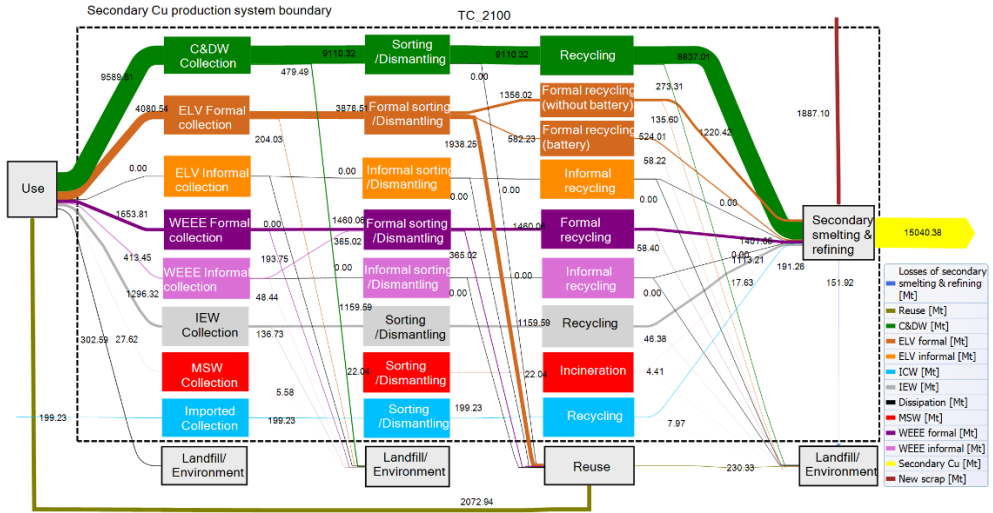 Secondary Cu production system boundary
TC_2100
C&DW
Collection
Sorting
/Dismantling
Recycling
9110.32
9110.32
8837.01
9589.81
479.49
0.00
273.31
ELV Formal
collection
Formal sorting
/Dismantling
Formal recycling
(without battery)
Formal recycling
(battery)
4080.54
3876.51
1356.02
135.60
1220.42
1887.10
204.03
1938.25
582.23
524.01
58.22
0.00
ELV Informal
collection
Informal sorting
/Dismantling
Informal
recycling
0.00
0.00
0.00
0.00
0.00
Use
1653.81
WEEE Formal
collection
0.00
1460.06
Formal sorting
/Dismantling
1460.06
Formal
recycling
1401.66
Secondary
smelting &
refining
15040.38
365.02
365.02
58.40
1113.21
413.45
WEEE Informal
collection
193.75
0.00
Informal sorting
/Dismantling
0.00
Informal
recycling
191.26
17.63
151.92
1296.32
48.44
0.00
0.00
1159.59
IEW
Collection
Sorting
/Dismantling
1159.59
Recycling
302.59
27.62
136.73
46.38
MSW
Collection
22.04
Sorting
/Dismantling
22.04
Incineration
4.41
5.58
199.23
Imported
Collection
199.23
Sorting
/Dismantling
199.23
Recycling
7.97
Landfill/
Environment
Landfill/
Environment
Reuse
230.33
Landfill/
Environment
2072.94
Losses of secondary
smelting & refining
[Mt]
Reuse [Mt]
C&DW [Mt]
ELV formal [Mt]
ELV informal [Mt]
ICW [Mt]
IEW [Mt]
Dissipation [Mt]
MSW [Mt]
WEEE formal [Mt]
WEEE informal [Mt]
Secondary Cu [Mt]
New scrap [Mt]